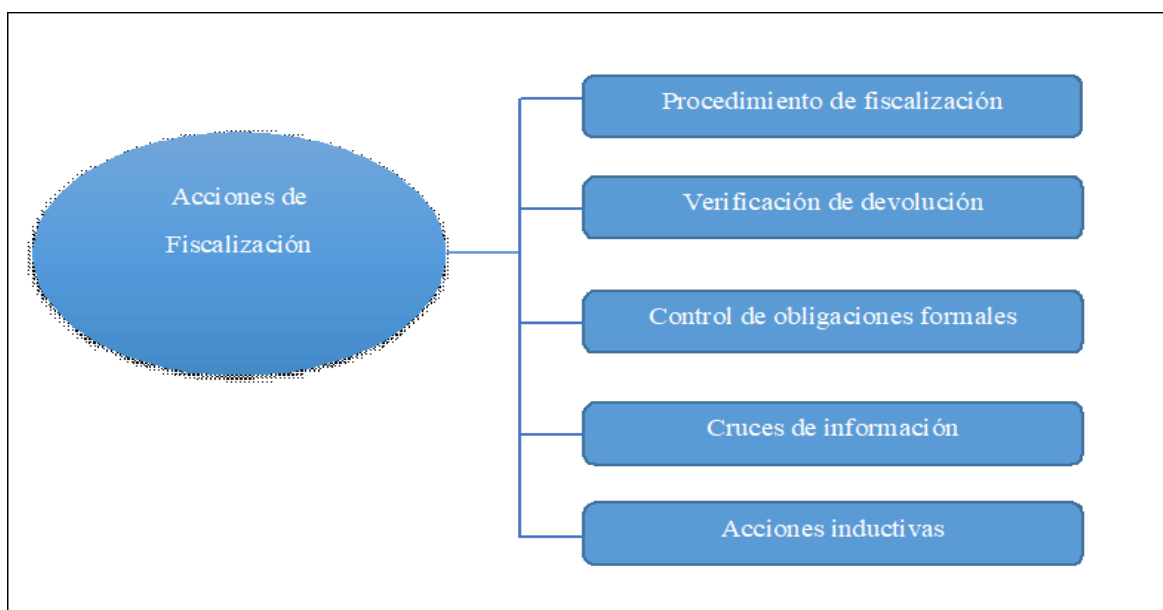 Acciones de
Fiscalización
Procedimiento de fiscalización
Verificación de devolución
Control de obligaciones formales
Cruces de información
Acciones inductivas